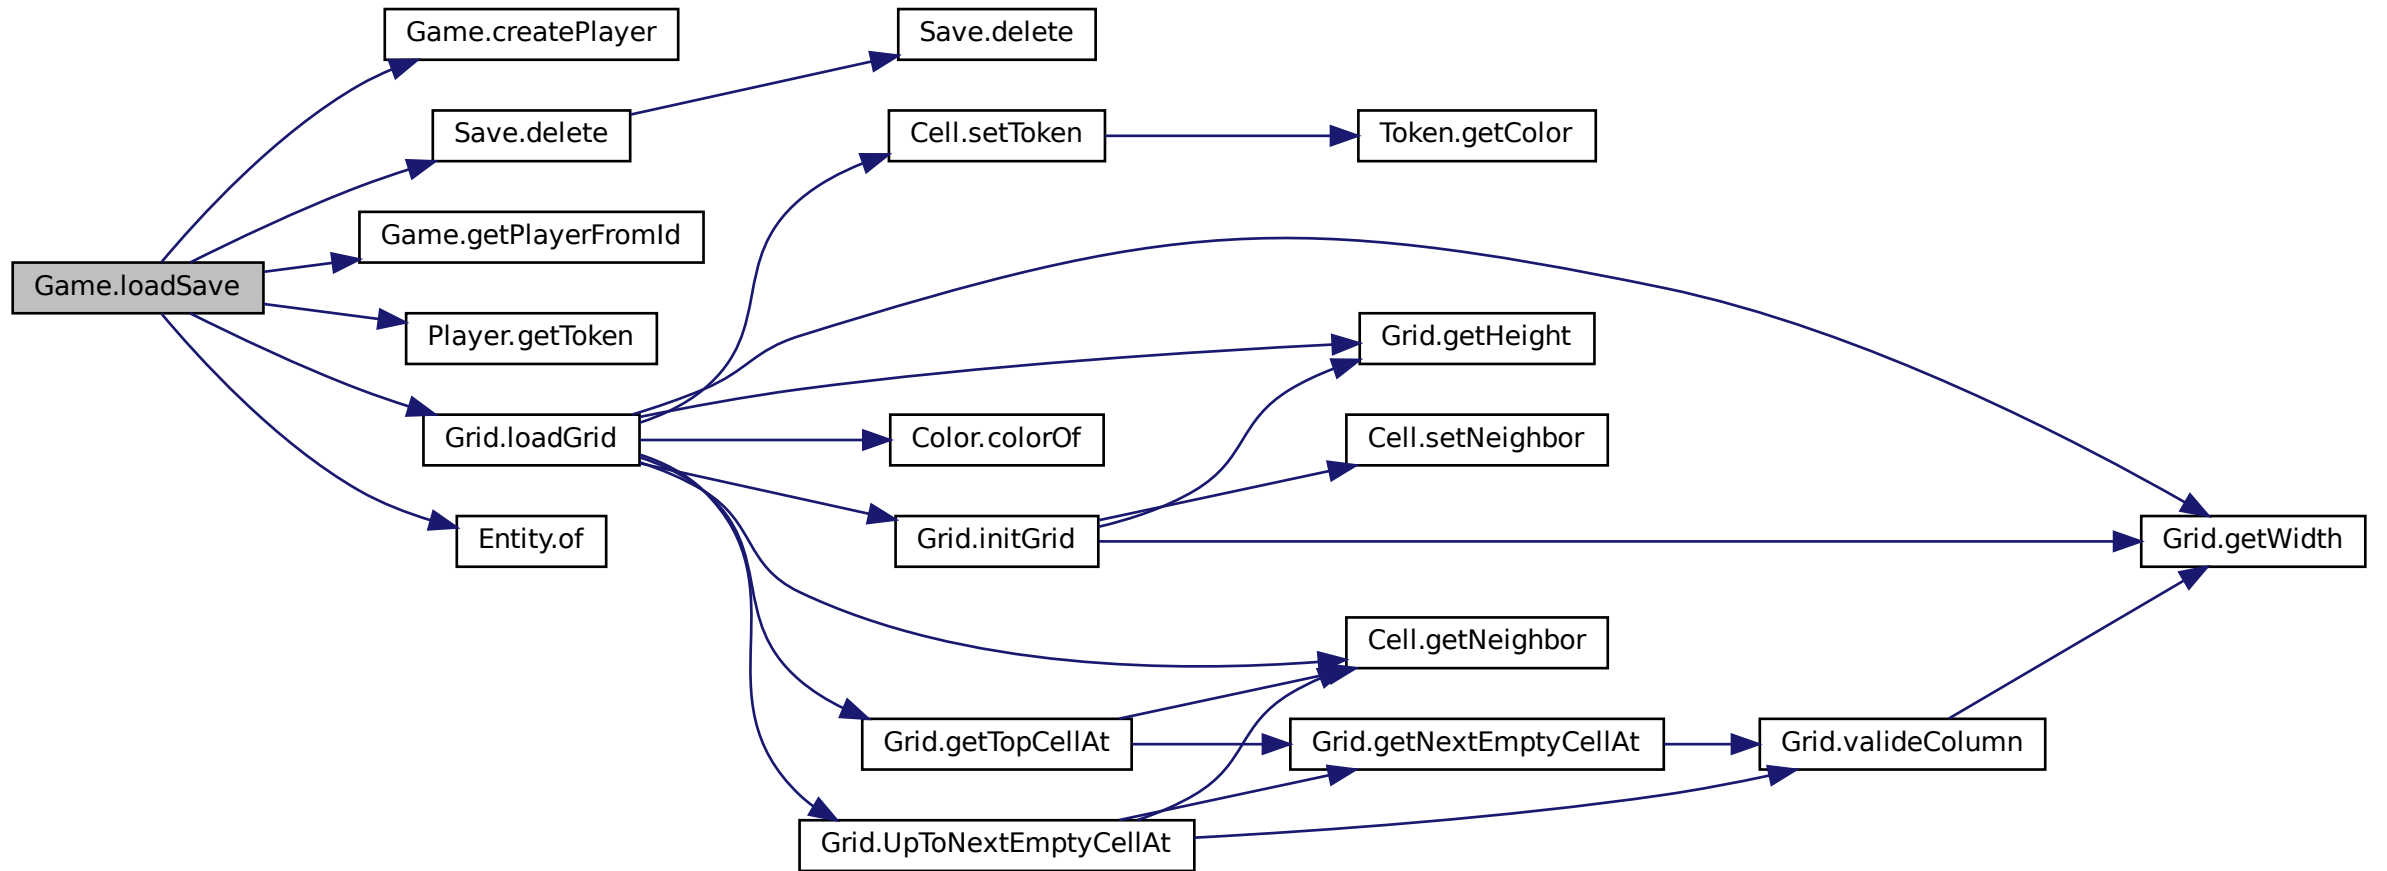 Game.createPlayer
Save.delete
Save.delete
Cell.setToken
Token.getColor
Game.getPlayerFromId
Game.loadSave
Player.getToken
Grid.getHeight
Grid.loadGrid
Color.colorOf
Cell.setNeighbor
Entity.of
Grid.initGrid
Grid.getWidth
Cell.getNeighbor
Grid.getTopCellAt
Grid.getNextEmptyCellAt
Grid.valideColumn
Grid.UpToNextEmptyCellAt